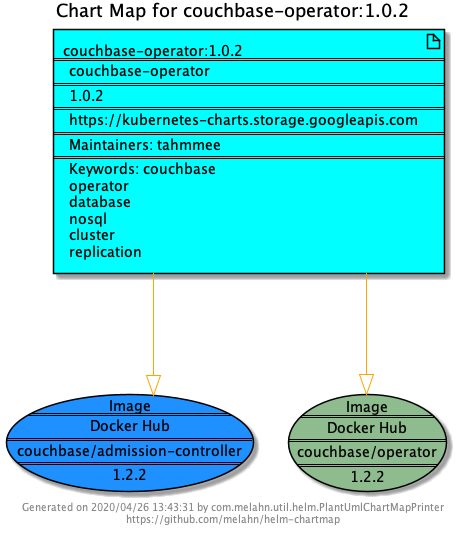 Chart Map for couchbase-operator:1.0.2
couchbase-operator:1.0.2
couchbase-operator
1.0.2
https://kubernetes-charts.storage.googleapis.com
Maintainers: tahmmee
Keywords: couchbase
operator
database
nosql
cluster
replication
Image
Docker Hub
couchbase/admission-controller
1.2.2
Image
Docker Hub
couchbase/operator
1.2.2
Generated on 2020/04/26 13:43:31 by com.melahn.util.helm.PlantUmlChartMapPrinter
https://github.com/melahn/helm-chartmap